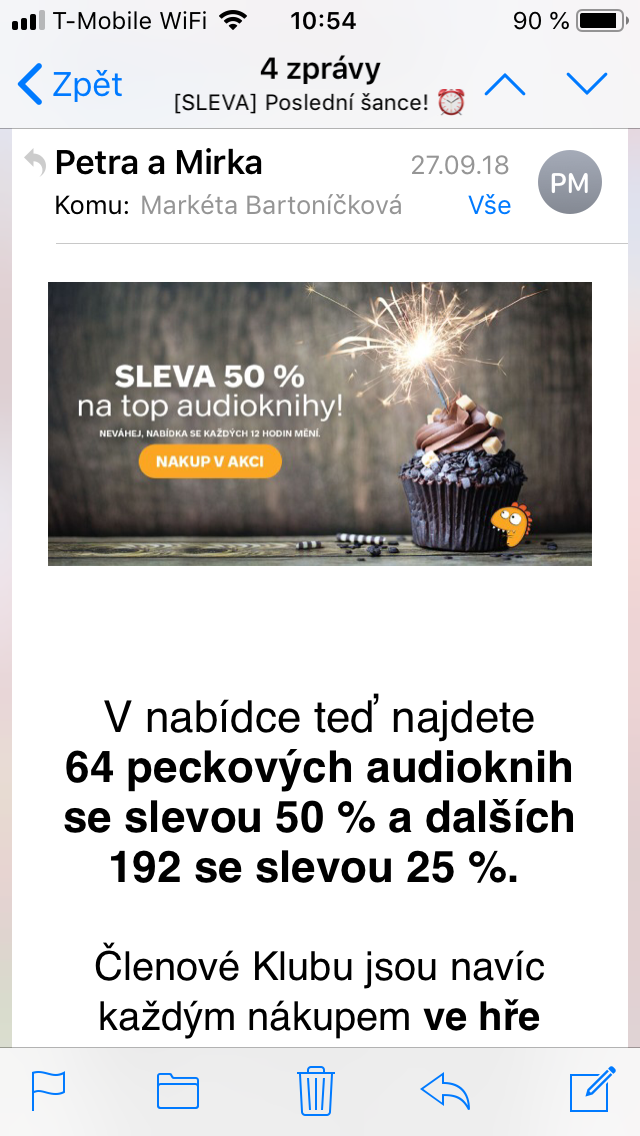 T-Mobile WiFi 10:54 90 %
Zpět
4 zprávy
[SLEVA] Poslední šance! ⏰
Petra a Mirka 27.09.18
PM
Komu: Markéta Bartoníčková Vše
SLEVA 50 %
na top audioknihy!
NEVÁHEJ, NABÍDKA SE KAŽDÝCH 12 HODIN MĚNÍ.
NAKUP V AKCI
V nabídce teď najdete
64 peckových audioknih
se slevou 50 % a dalších
192 se slevou 25 %.
Členové Klubu jsou navíc
každým nákupem ve hře